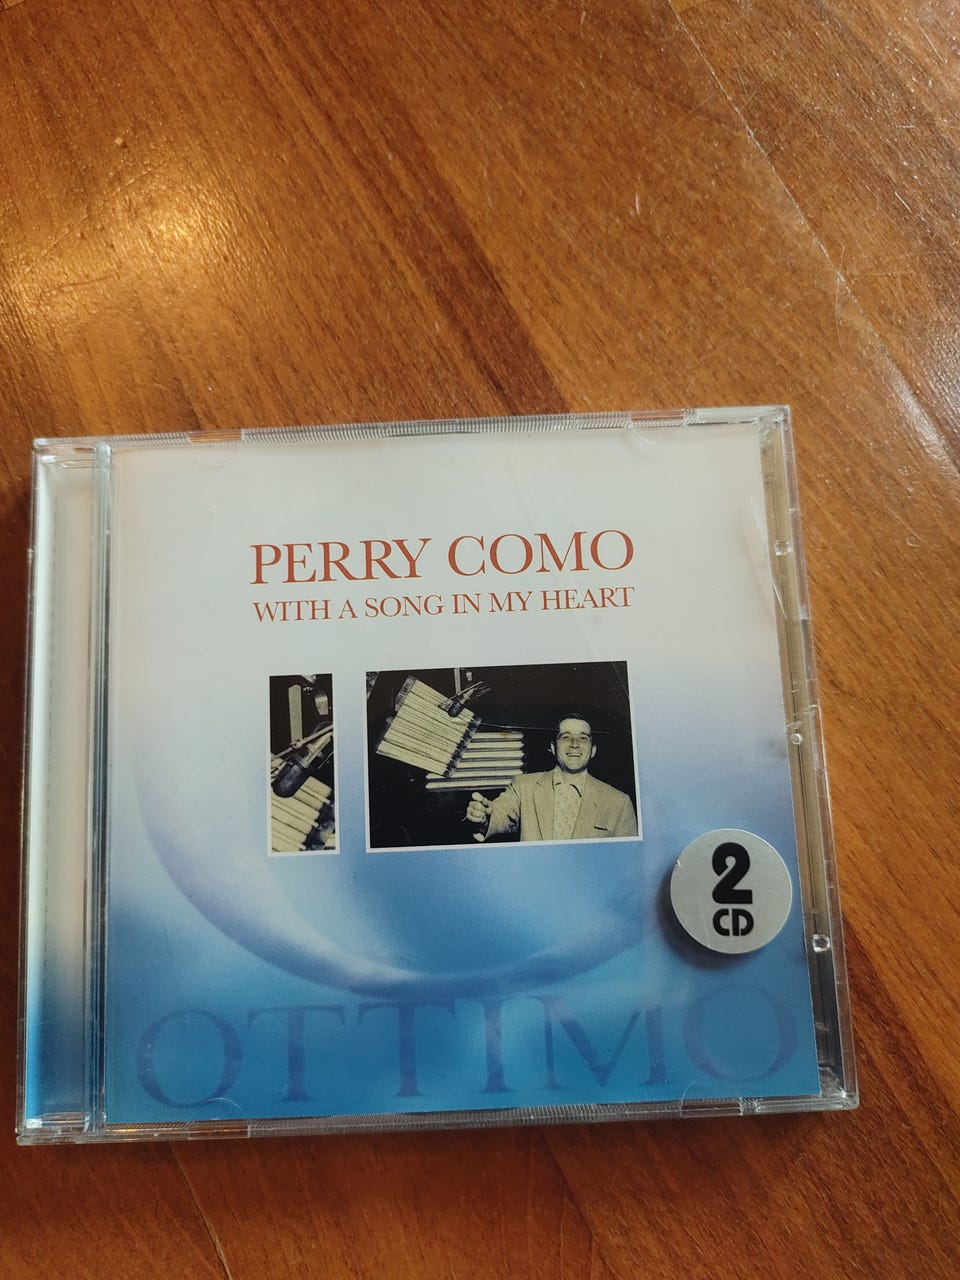 PERRY COMO
WITH A SONG IN MY HEART
2
CD
OTTIMO